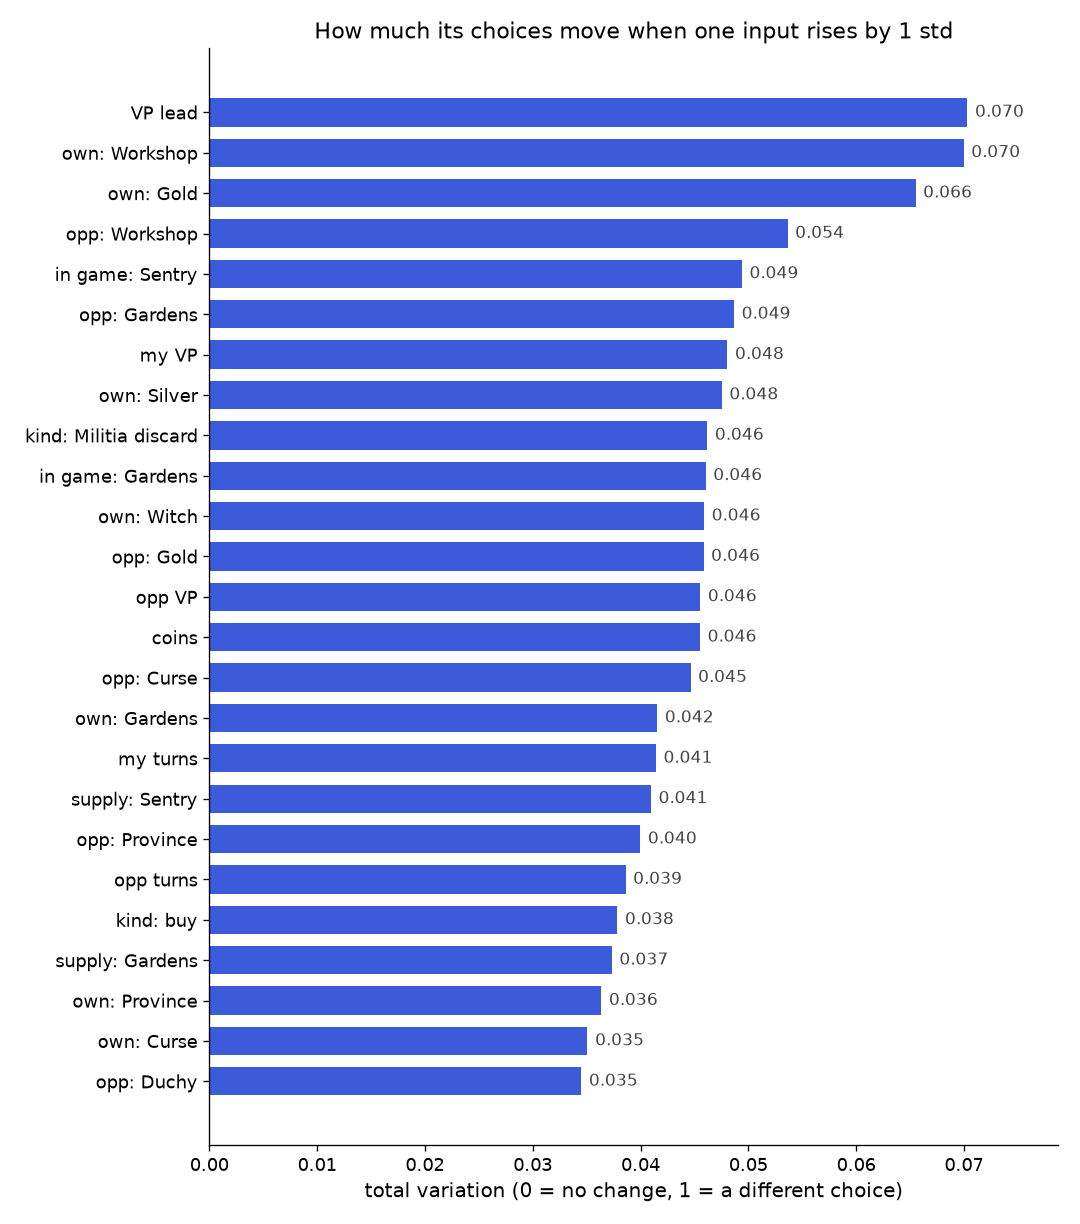 How much its choices move when one input rises by 1 std
VP lead 0.070
own: Workshop 0.070
own: Gold 0.066
opp: Workshop 0.054
in game: Sentry 0.049
opp: Gardens 0.049
my VP 0.048
own: Silver 0.048
kind: Militia discard 0.046
in game: Gardens 0.046
own: Witch 0.046
opp: Gold 0.046
opp VP 0.046
coins 0.046
opp: Curse 0.045
own: Gardens 0.042
my turns 0.041
supply: Sentry 0.041
opp: Province 0.040
opp turns 0.039
kind: buy 0.038
supply: Gardens 0.037
own: Province 0.036
own: Curse 0.035
opp: Duchy 0.035
0.00 0.01 0.02 0.03 0.04 0.05 0.06 0.07
total variation (0 = no change, 1 = a different choice)